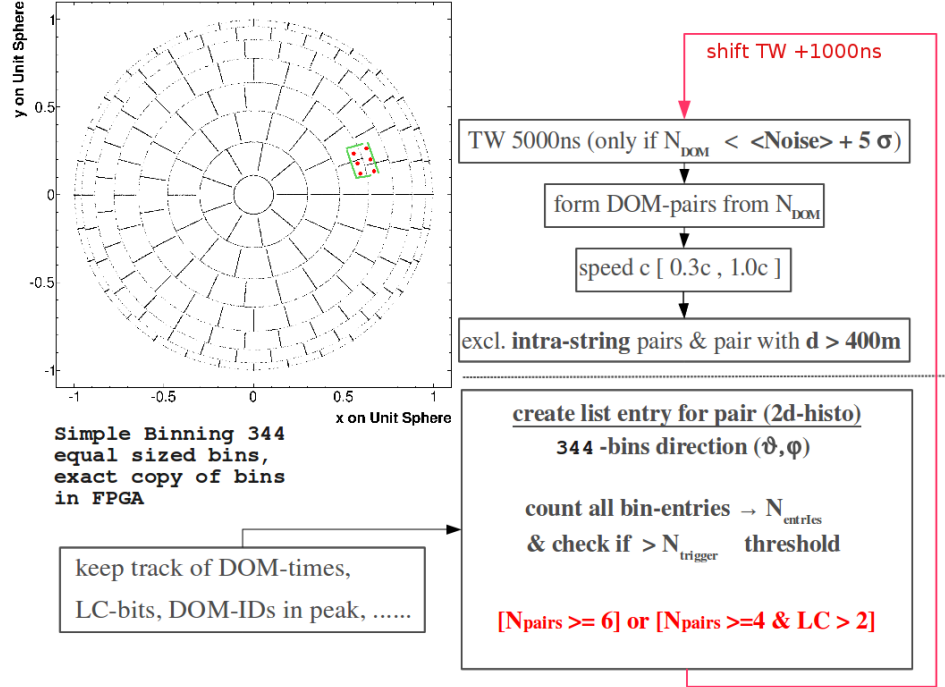 shift TW +1000ns
y on Unit Sphere
1
0.5
0
-0.5
-1
-1
-0.5
0
0.5
1
x on Unit Sphere
TW 5000ns (only if N_DOM < <Noise> + 5 σ)
form DOM-pairs from N_DOM
speed c [ 0.3c , 1.0c ]
excl. intra-string pairs & pair with d > 400m
Simple Binning 344
equal sized bins,
exact copy of bins
in FPGA
create list entry for pair (2d-histo)
344 -bins direction (ϑ,φ)
count all bin-entries → N_entrIes
& check if > N_trigger threshold
[Npairs >= 6] or [Npairs >=4 & LC > 2]
keep track of DOM-times,
LC-bits, DOM-IDs in peak, ......